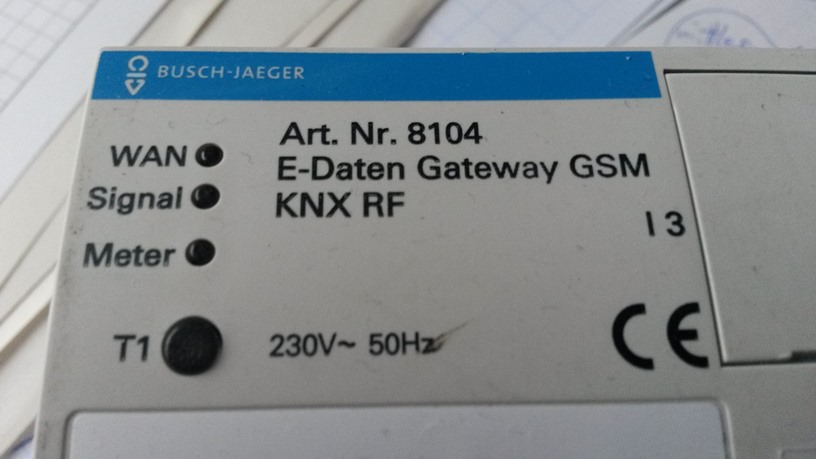 BUSCH-JAEGER
Art. Nr. 8104
E-Daten Gateway GSM
KNX RF
WAN
Signal
Meter
I 3
T1
230V~ 50Hz
CE